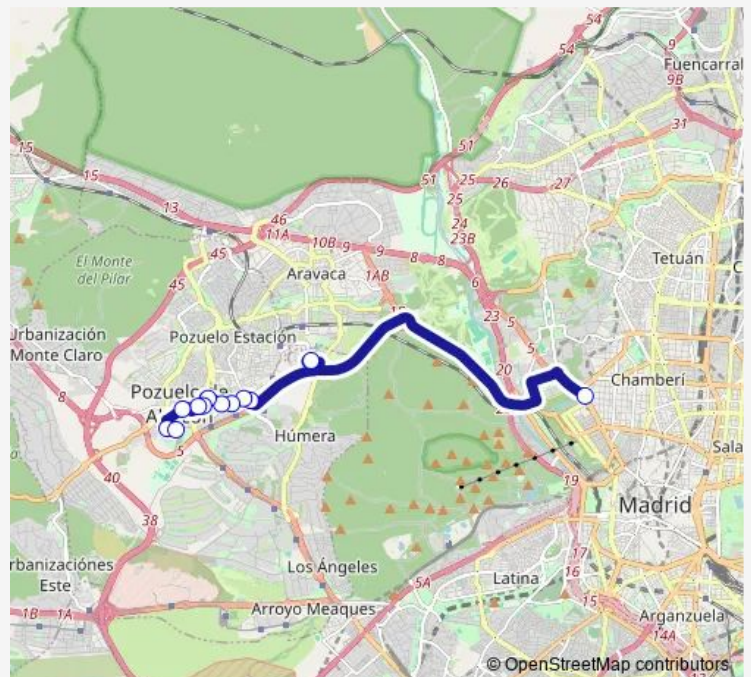 54
54
9
Fuencarral
9B
31
51
15
15
51
25
26
27
25
13
46
24
11A
10B
9
9
8
8
23B
45
1AB
6
Tetuán
El Monte
del Pilar
Aravaca
45
23
5
Urbanización
Monte Claro
Pozuelo Estación
5
20
Chamberí
8
Pozuelo de
Húmera
5
40
19
Madrid
38
Los Ángeles
17
Este
5A
Latina
16
1B
1A
Arroyo Meaques
15
Arganzuela
14A
© OpenStreetMap contributors